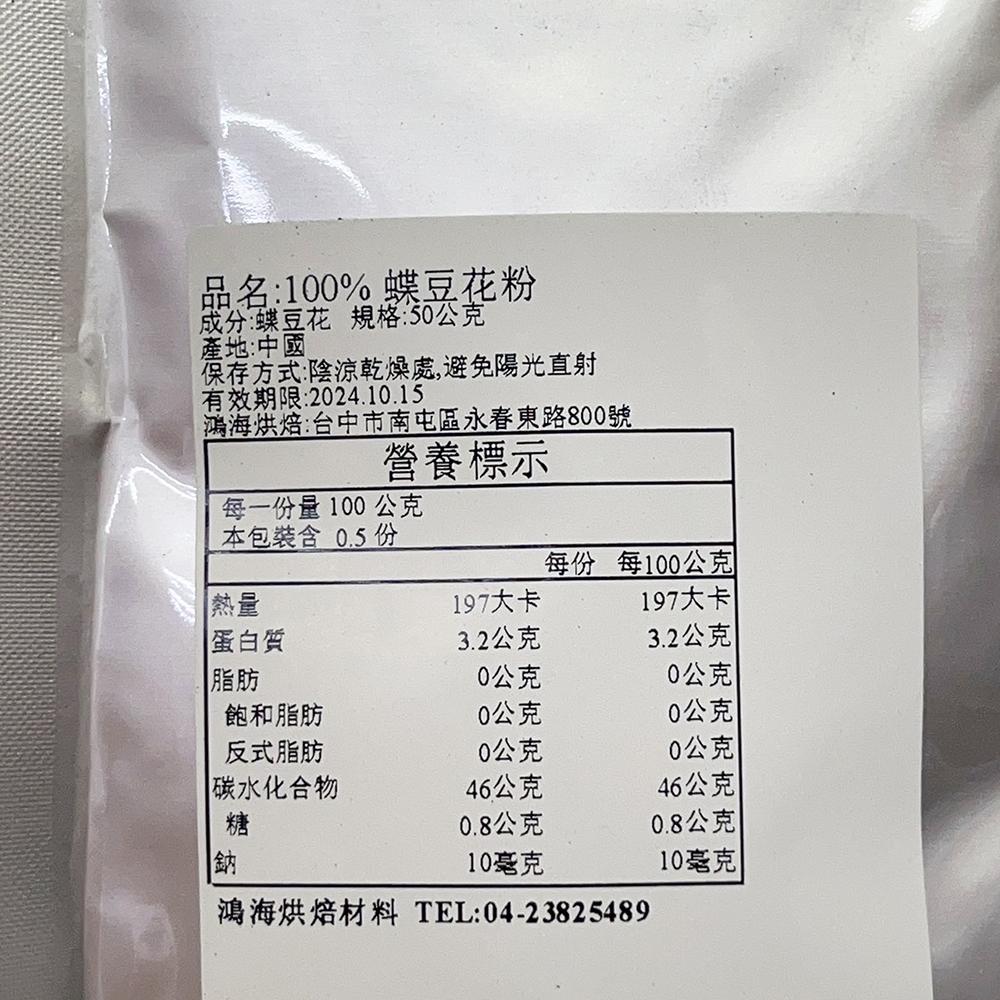 品名:100% 蝶豆花粉
成分:蝶豆花 規格:50公克
產地:中國
保存方式:陰涼乾燥處,避免陽光直射
有效期限:2024.10.15
鴻海烘焙:台中市南屯區永春東路800號
營養標示
每一份量 100 公克
本包裝含 0.5 份
每份 每100公克
熱量 197大卡 197大卡
蛋白質 3.2公克 3.2公克
脂肪 0公克 0公克
飽和脂肪 0公克 0公克
反式脂肪 0公克 0公克
碳水化合物 46公克 46公克
糖 0.8公克 0.8公克
鈉 10毫克 10毫克
鴻海烘焙材料 TEL:04-23825489